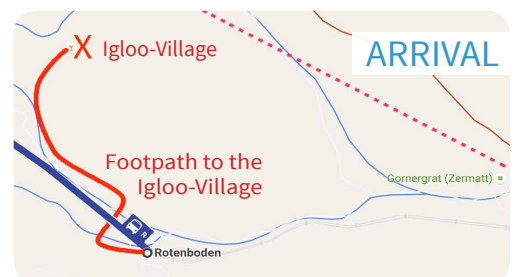 X Igloo-Village
ARRIVAL
Footpath to the
Igloo-Village
Gornergrat (Zermatt)
R
Rotenboden